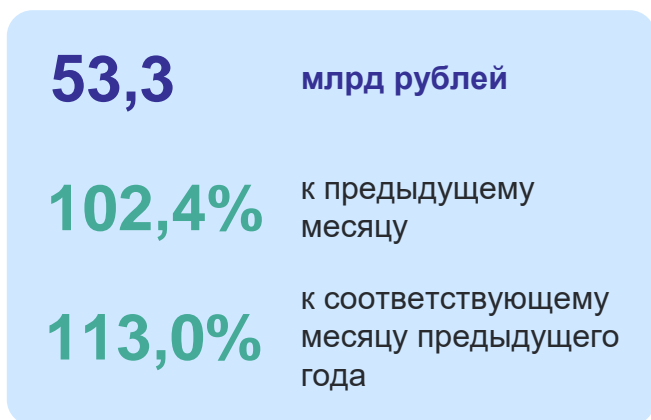 53,3 млрд рублей
102,4% к предыдущему
месяцу
113,0% к соответствующему
месяцу предыдущего
года